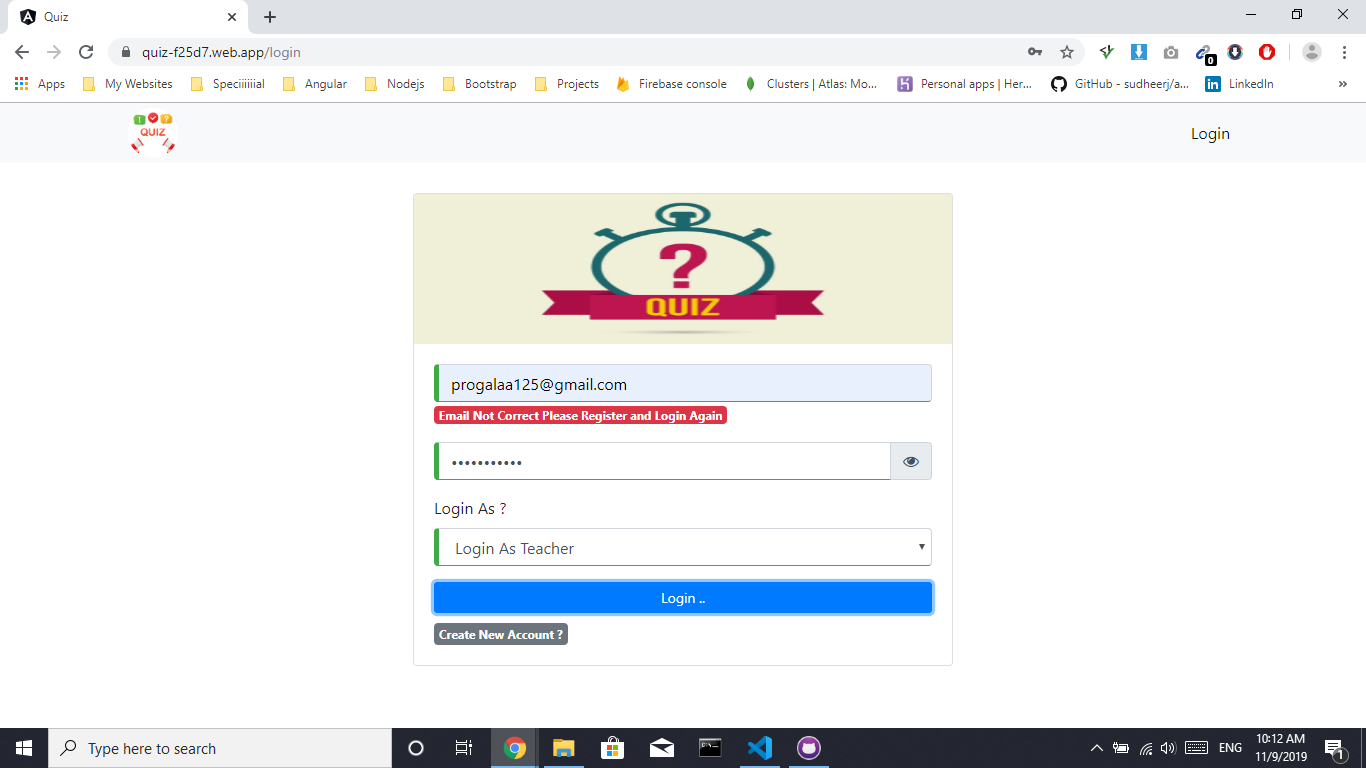 Quiz
quiz-f25d7.web.app/login
0
Apps My Websites Speciiiiiial Angular Nodejs Bootstrap Projects Firebase console Clusters | Atlas: Mo... Personal apps | Her... GitHub - sudheerj/a... LinkedIn »
! ?
QUIZ
Login
?
QUIZ
progalaa125@gmail.com
Email Not Correct Please Register and Login Again
•••••••••••
Login As ?
Login As Teacher
Login ..
Create New Account ?
Type here to search
ENG
10:12 AM
11/9/2019
1